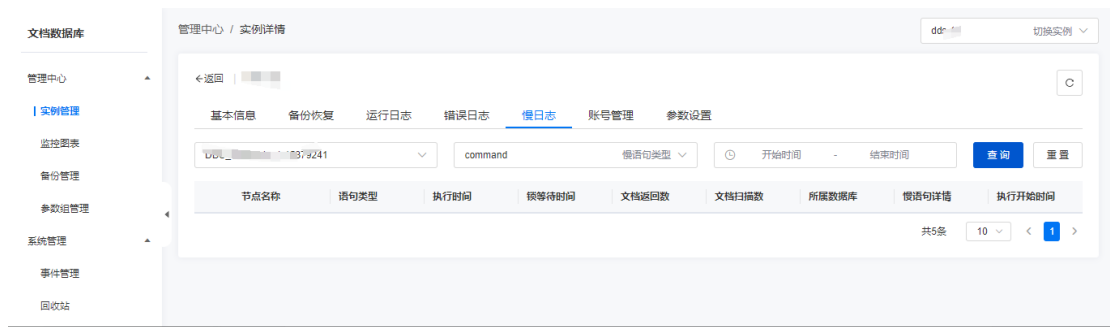 文档数据库
管理中心
实例管理
监控图表
备份管理
参数组管理
系统管理
事件管理
回收站
管理中心 / 实例详情
切换实例
返回
基本信息 备份恢复 运行日志 错误日志 慢日志 账号管理 参数设置
command 慢语句类型 开始时间 - 结束时间 查询 重置
节点名称 语句类型 执行时间 锁等待时间 文档返回数 文档扫描数 所属数据库 慢语句详情 执行开始时间
共5条 10 1